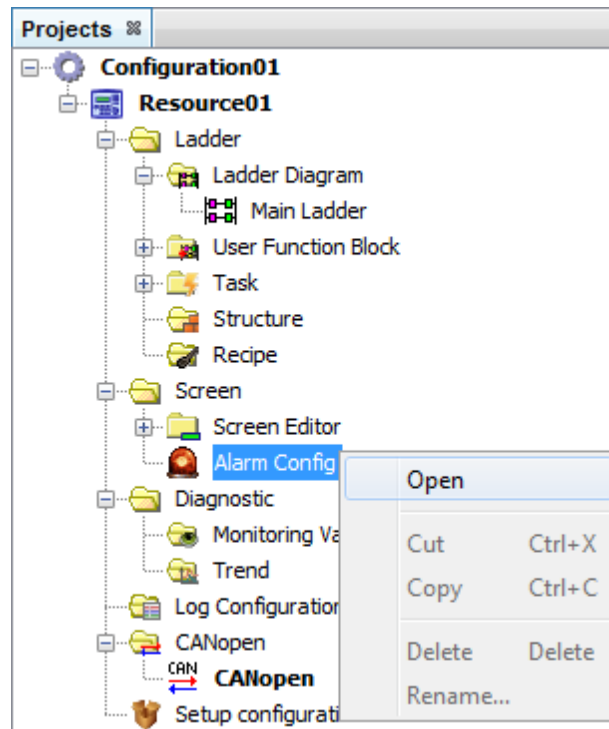 Projects
Configuration01
Resource01
Ladder
Ladder Diagram
Main Ladder
User Function Block
Task
Structure
Recipe
Screen
Screen Editor
Alarm Config
Open
Diagnostic
Monitoring Va
Cut Ctrl+X
Trend
Copy Ctrl+C
Log Configuration
CANopen
Delete Delete
CAN
CANopen
Rename...
Setup configurati